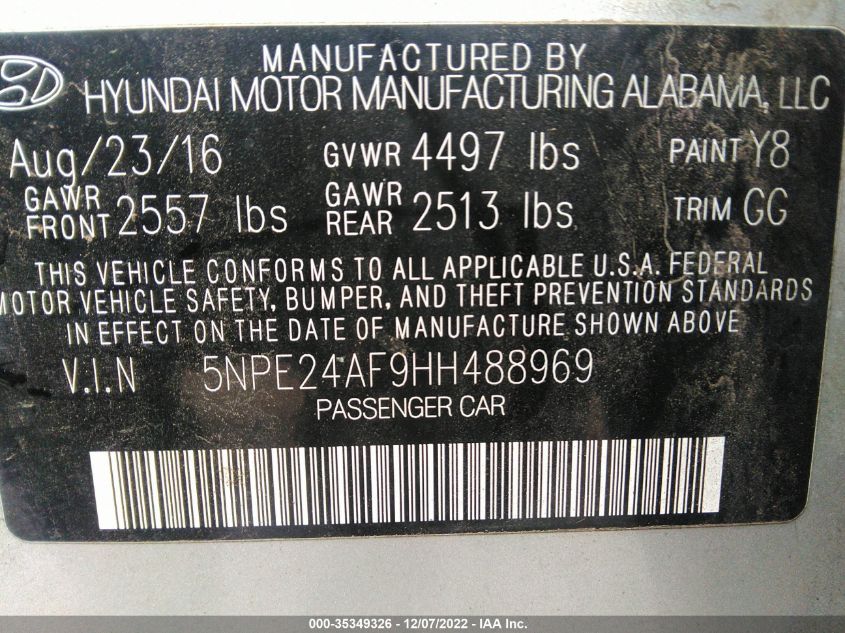 MANUFACTURED BY
HYUNDAI MOTOR MANUFACTURING ALABAMA, LLC
Aug/23/16 GVWR 4497 lbs PAINT Y8
GAWR FRONT 2557 lbs GAWR REAR 2513 lbs TRIM GG
THIS VEHICLE CONFORMS TO ALL APPLICABLE U.S.A. FEDERAL
MOTOR VEHICLE SAFETY, BUMPER, AND THEFT PREVENTION STANDARDS
IN EFFECT ON THE DATE OF MANUFACTURE SHOWN ABOVE
V.I.N 5NPE24AF9HH488969
PASSENGER CAR
000-35349326 - 12/07/2022 - IAA Inc.